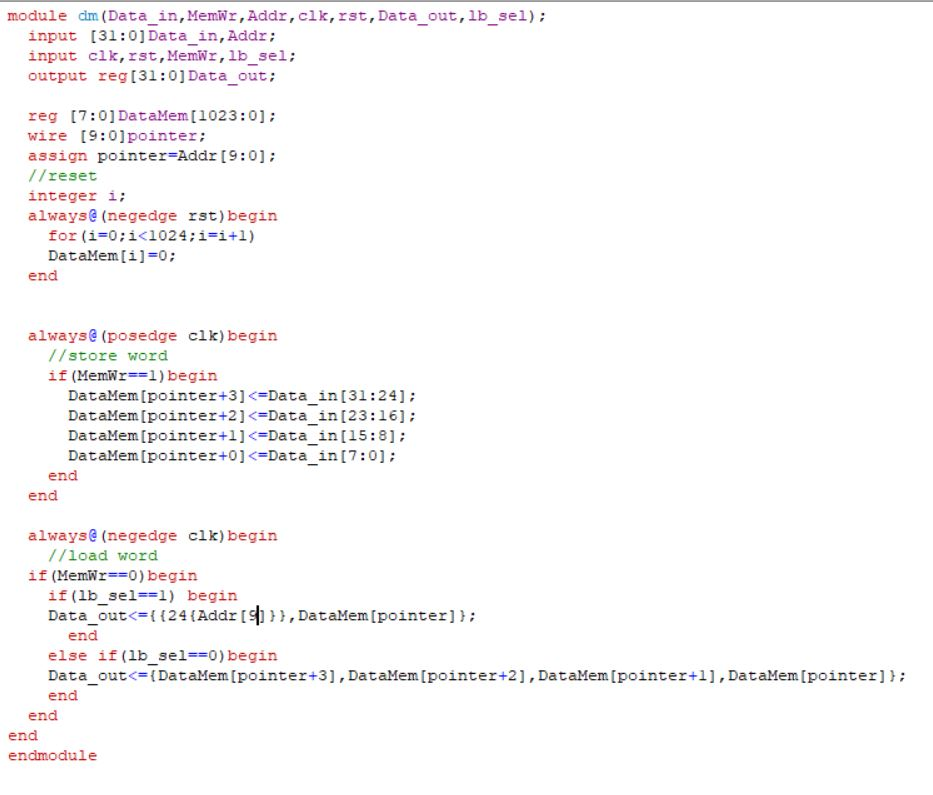 module dm(Data_in,MemWr,Addr,clk,rst,Data_out,lb_sel);
input [31:0]Data_in,Addr;
input clk,rst,MemWr,lb_sel;
output reg[31:0]Data_out;
reg [7:0]DataMem[1023:0];
wire [9:0]pointer;
assign pointer=Addr[9:0];
//reset
integer i;
always@(negedge rst)begin
for(i=0;i<1024;i=i+1)
DataMem[i]=0;
end
always@(posedge clk)begin
//store word
if(MemWr==1)begin
DataMem[pointer+3]<=Data_in[31:24];
DataMem[pointer+2]<=Data_in[23:16];
DataMem[pointer+1]<=Data_in[15:8];
DataMem[pointer+0]<=Data_in[7:0];
end
end
always@(negedge clk)begin
//load word
if(MemWr==0)begin
if(lb_sel==1) begin
Data_out<={{24{Addr[9]}},DataMem[pointer]};
end
else if(lb_sel==0)begin
Data_out<={DataMem[pointer+3],DataMem[pointer+2],DataMem[pointer+1],DataMem[pointer]};
end
end
end
endmodule